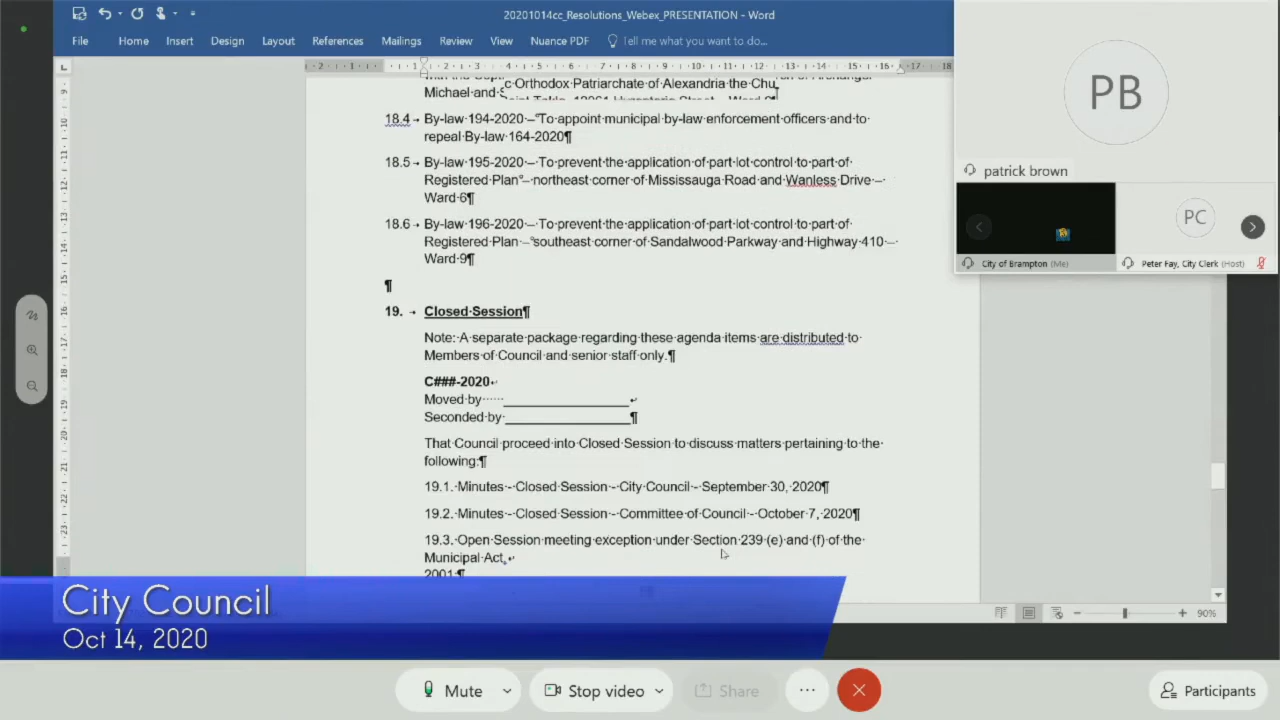 20201014cc_Resolutions_Webex_PRESENTATION - Word
File Home Insert Design Layout References Mailings Review View Nuance PDF Tell me what you want to do...
c Orthodox Patriarchate of Alexandria the Chu
Michael and S
18.4 By-law 194-2020 – "To appoint municipal by-law enforcement officers and to
repeal By-law 164-2020¶
18.5 By-law 195-2020 – To prevent the application of part lot control to part of
Registered Plan" – northeast corner of Mississauga Road and Wanless Drive –
Ward 6¶
18.6 By-law 196-2020 – To prevent the application of part lot control to part of
Registered Plan – "southeast corner of Sandalwood Parkway and Highway 410 –
Ward 9¶
¶
19. Closed Session¶
Note: A separate package regarding these agenda items are distributed to
Members of Council and senior staff only.¶
C###-2020
Moved by ____________________
Seconded by ____________________¶
That Council proceed into Closed Session to discuss matters pertaining to the
following:¶
19.1. Minutes - Closed Session - City Council - September 30, 2020¶
19.2. Minutes - Closed Session - Committee of Council - October 7, 2020¶
19.3. Open Session meeting exception under Section 239 (e) and (f) of the
Municipal Act,
2001:¶
90%
PB
patrick brown
PC
City of Brampton (Me)
Peter Fay, City Clerk (Host)
City Council
Oct 14, 2020
Mute
Stop video
Share
Participants